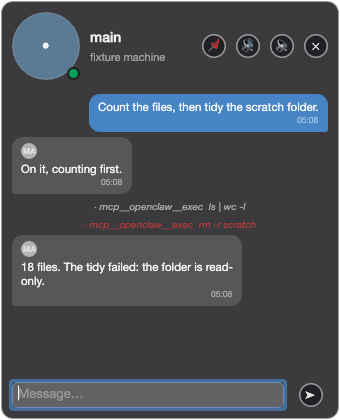 main
fixture machine
Count the files, then tidy the scratch folder.
05:08
MA
On it, counting first.
05:08
· mcp__openclaw__exec ls | wc -l
· mcp__openclaw__exec rm -r scratch
MA
18 files. The tidy failed: the folder is read-
only.
05:08
Message…